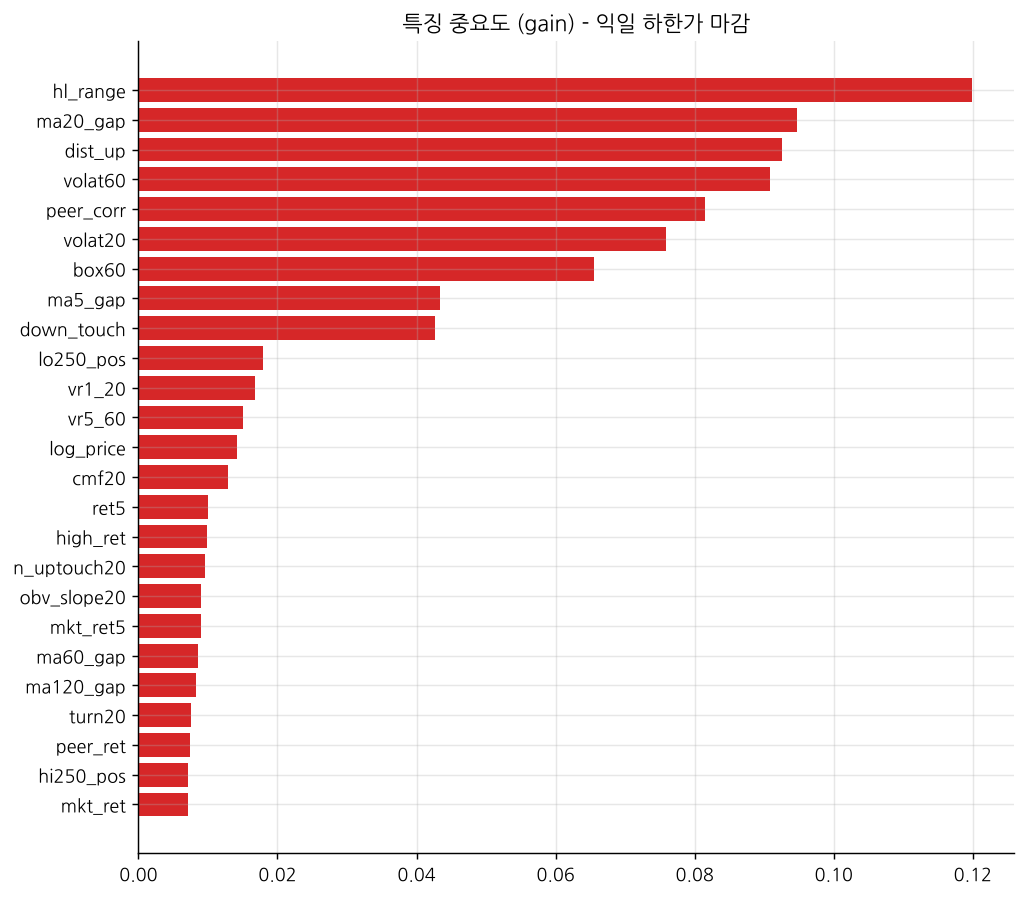 특징 중요도 (gain) - 익일 하한가 마감
hl_range
ma20_gap
dist_up
volat60
peer_corr
volat20
box60
ma5_gap
down_touch
lo250_pos
vr1_20
vr5_60
log_price
cmf20
ret5
high_ret
n_uptouch20
obv_slope20
mkt_ret5
ma60_gap
ma120_gap
turn20
peer_ret
hi250_pos
mkt_ret
0.00 0.02 0.04 0.06 0.08 0.10 0.12